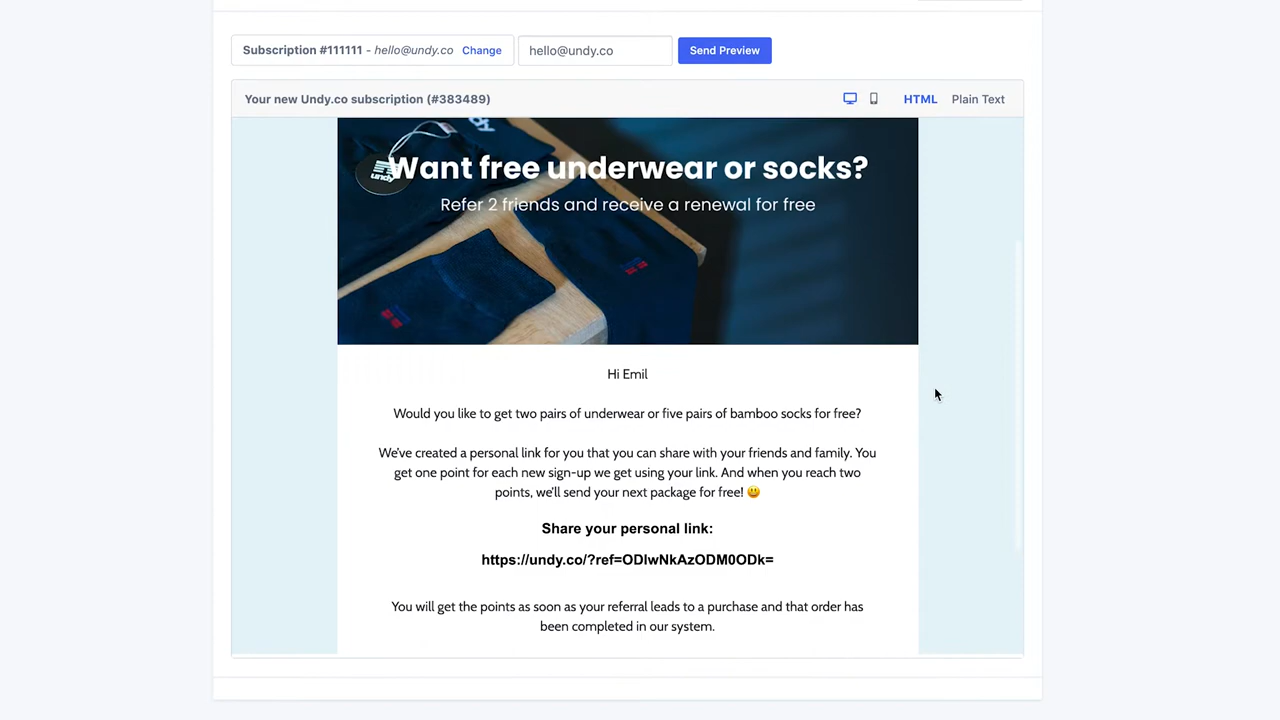 Subscription #111111 - hello@undy.co Change
hello@undy.co
Send Preview
Your new Undy.co subscription (#383489)
HTML
Plain Text
undy
Want free underwear or socks?
Refer 2 friends and receive a renewal for free
Hi Emil
Would you like to get two pairs of underwear or five pairs of bamboo socks for free?
We've created a personal link for you that you can share with your friends and family. You
get one point for each new sign-up we get using your link. And when you reach two
points, we'll send your next package for free! 😃
Share your personal link:
https://undy.co/?ref=ODIwNkAzODM0ODk=
You will get the points as soon as your referral leads to a purchase and that order has
been completed in our system.